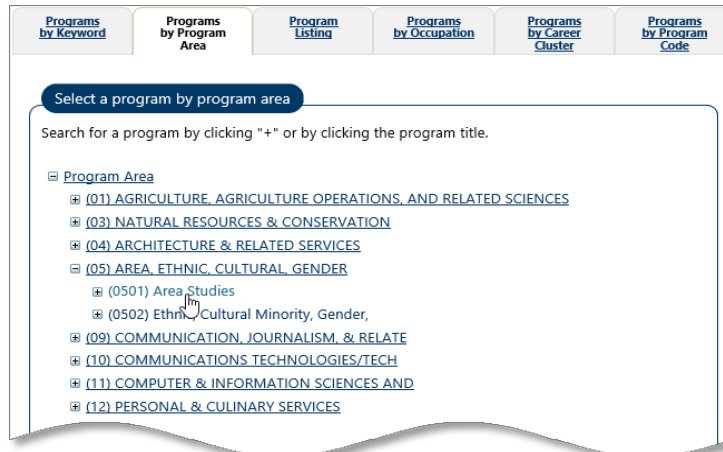 Programs by Keyword
Programs by Program Area
Program Listing
Programs by Occupation
Programs by Career Cluster
Programs by Program Code
Select a program by program area
Search for a program by clicking "+" or by clicking the program title.
Program Area
(01) AGRICULTURE, AGRICULTURE OPERATIONS, AND RELATED SCIENCES
(03) NATURAL RESOURCES & CONSERVATION
(04) ARCHITECTURE & RELATED SERVICES
(05) AREA, ETHNIC, CULTURAL, GENDER
(0501) Area Studies
(0502) Ethnic, Cultural Minority, Gender,
(09) COMMUNICATION, JOURNALISM, & RELATE
(10) COMMUNICATIONS TECHNOLOGIES/TECH
(11) COMPUTER & INFORMATION SCIENCES AND
(12) PERSONAL & CULINARY SERVICES